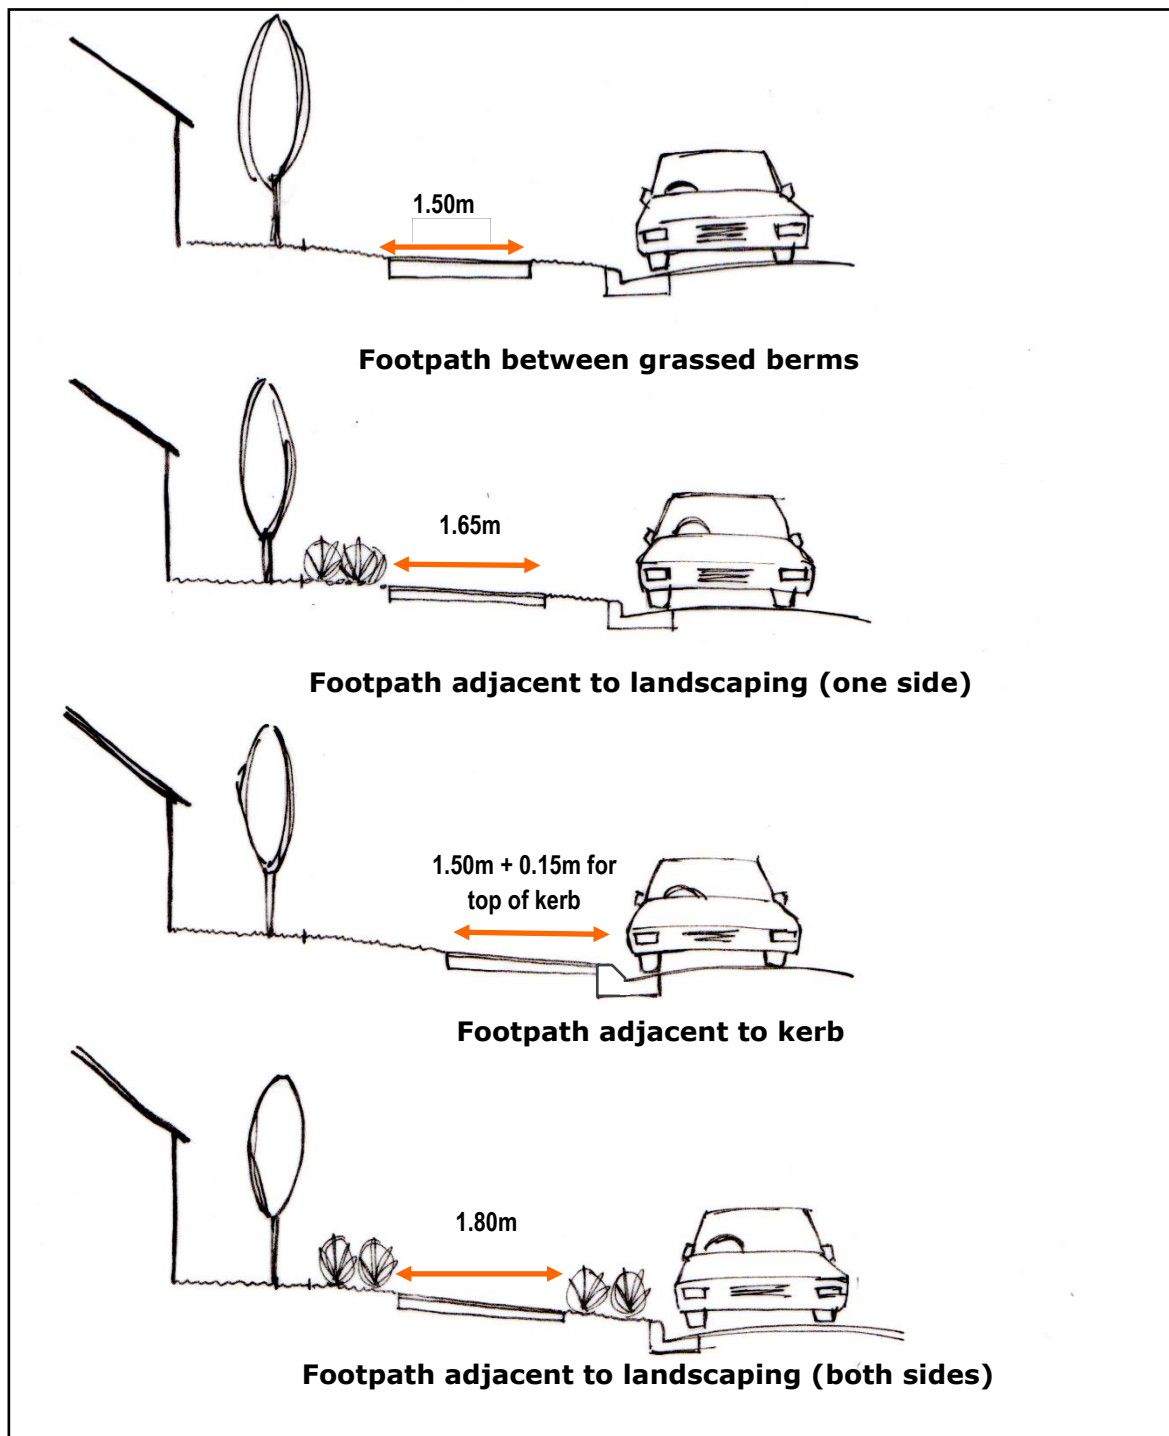 1.50m
Footpath between grassed berms
1.65m
Footpath adjacent to landscaping (one side)
1.50m + 0.15m for
top of kerb
Footpath adjacent to kerb
1.80m
Footpath adjacent to landscaping (both sides)